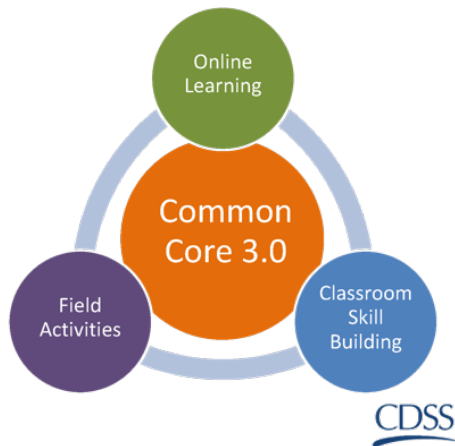 Online
Learning
Common
Core 3.0
Field
Activities
Classroom
Skill
Building
CDSS